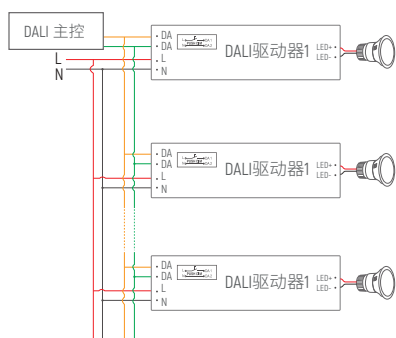 DALI 主控
L
N
DA
DA
L
N
DALI驱动器1
LED+
LED-
DA
DA
L
N
DALI驱动器1
LED+
LED-
DA
DA
L
N
DALI驱动器1
LED+
LED-